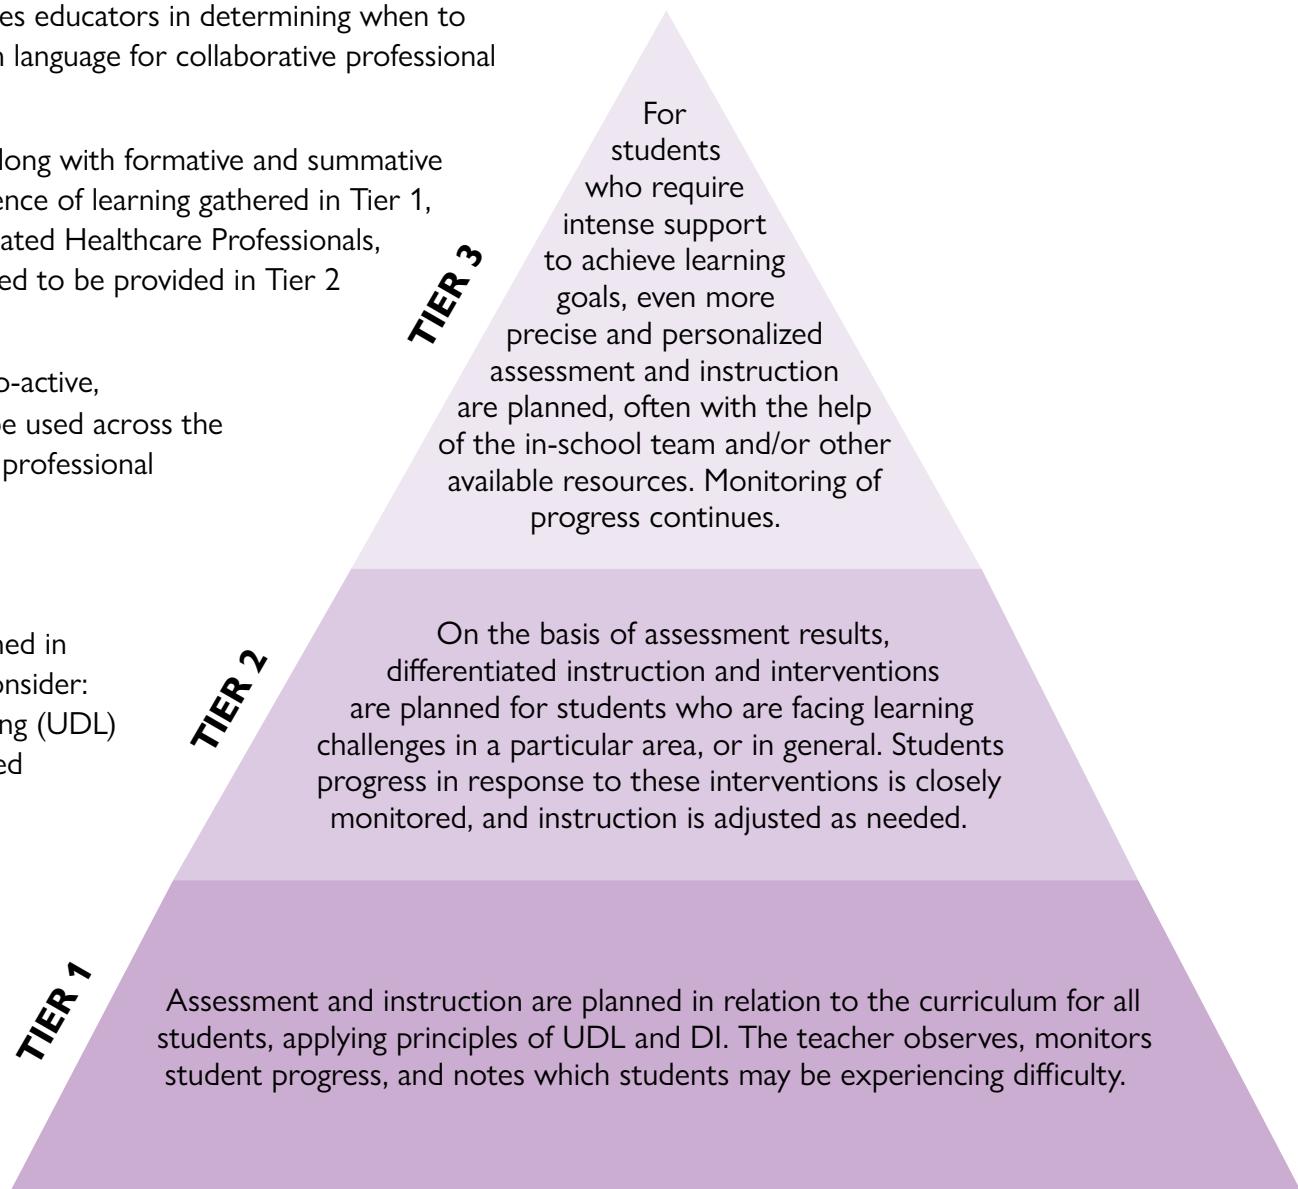 es educators in determining when to
language for collaborative professional
long with formative and summative
ence of learning gathered in Tier 1,
ated Healthcare Professionals,
ed to be provided in Tier 2
o-active,
be used across the
professional
ned in
onsider:
ng (UDL)
ed
TIER 3
For
students
who require
intense support
to achieve learning
goals, even more
precise and personalized
assessment and instruction
are planned, often with the help
of the in-school team and/or other
available resources. Monitoring of
progress continues.
TIER 2
On the basis of assessment results,
differentiated instruction and interventions
are planned for students who are facing learning
challenges in a particular area, or in general. Students
progress in response to these interventions is closely
monitored, and instruction is adjusted as needed.
TIER 1
Assessment and instruction are planned in relation to the curriculum for all
students, applying principles of UDL and DI. The teacher observes, monitors
student progress, and notes which students may be experiencing difficulty.